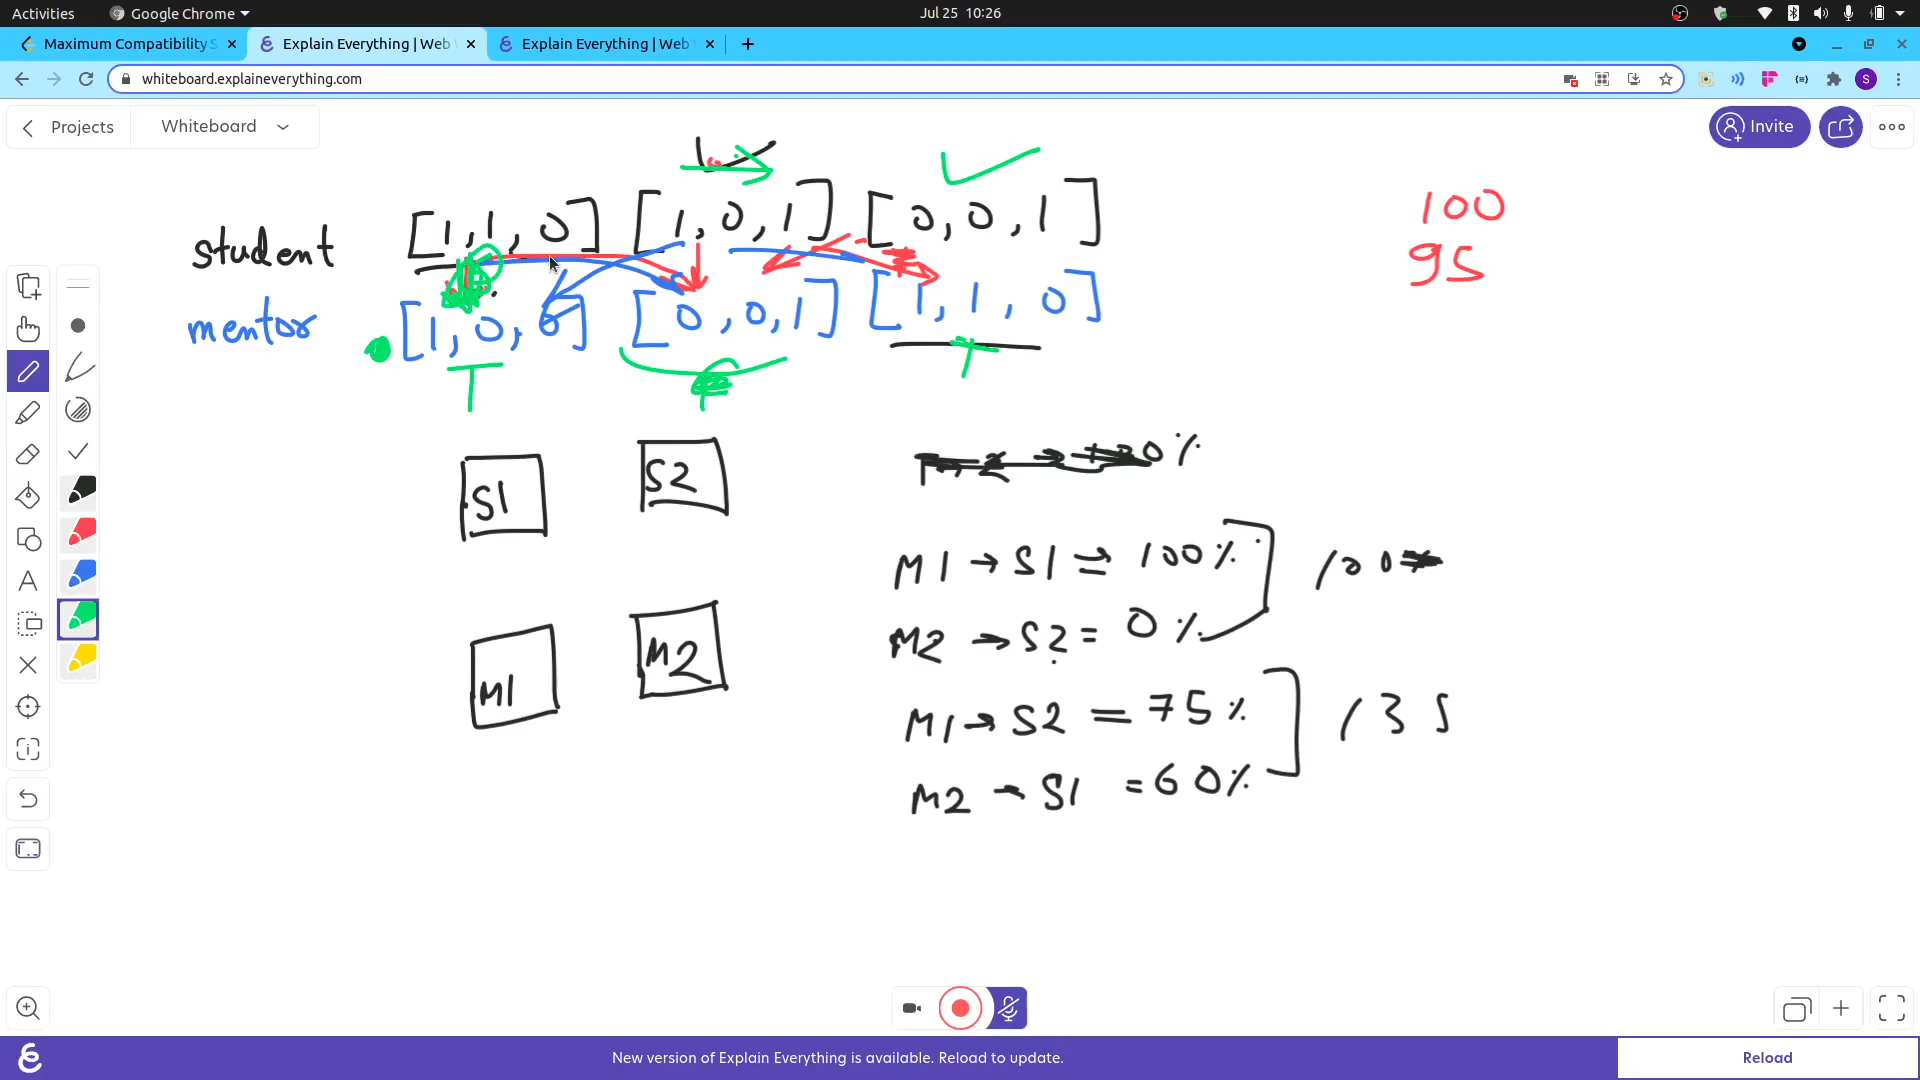 Activities Google Chrome Jul 25 10:26
Maximum Compatibility S Explain Everything | Web Explain Everything | Web
whiteboard.explaineverything.com S
Projects Whiteboard Invite
student [1,1,0] [1,0,1] [0,0,1]
mentor [1,0,0] [0,0,1] [1,1,0]
100
95
T T
S1 S2
M1 M2
0%
M1 → S1 = 100%
M2 → S2 = 0%
100
M1 → S2 = 75%
M2 - S1 = 60%
135
A
New version of Explain Everything is available. Reload to update. Reload